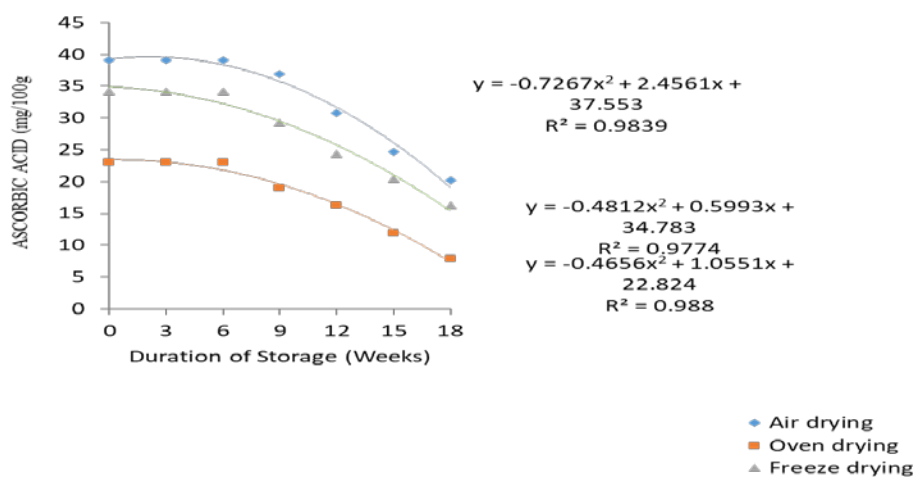 45
40
35
30
25
20
15
10
5
0
ASCORBIC ACID (mg/100g
0 3 6 9 12 15 18
Duration of Storage (Weeks)
y = -0.7267x² + 2.4561x +
37.553
R² = 0.9839
y = -0.4812x² + 0.5993x +
34.783
R² = 0.9774
y = -0.4656x² + 1.0551x +
22.824
R² = 0.988
Air drying
Oven drying
Freeze drying